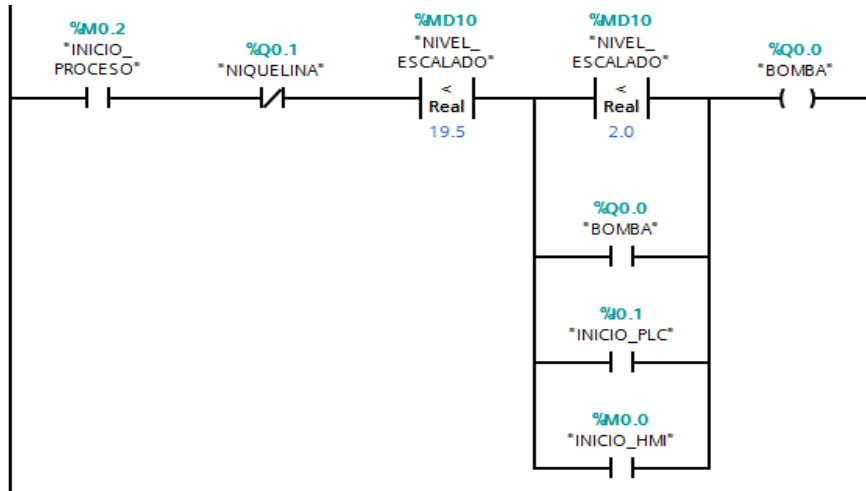 %M0.2
"INICIO_
PROCESO"
%Q0.1
"NIQUELINA"
%MD10
"NIVEL_
ESCALADO"
<
Real
19.5
%MD10
"NIVEL_
ESCALADO"
<
Real
2.0
%Q0.0
"BOMBA"
%Q0.0
"BOMBA"
%I0.1
"INICIO_PLC"
%M0.0
"INICIO_HMI"